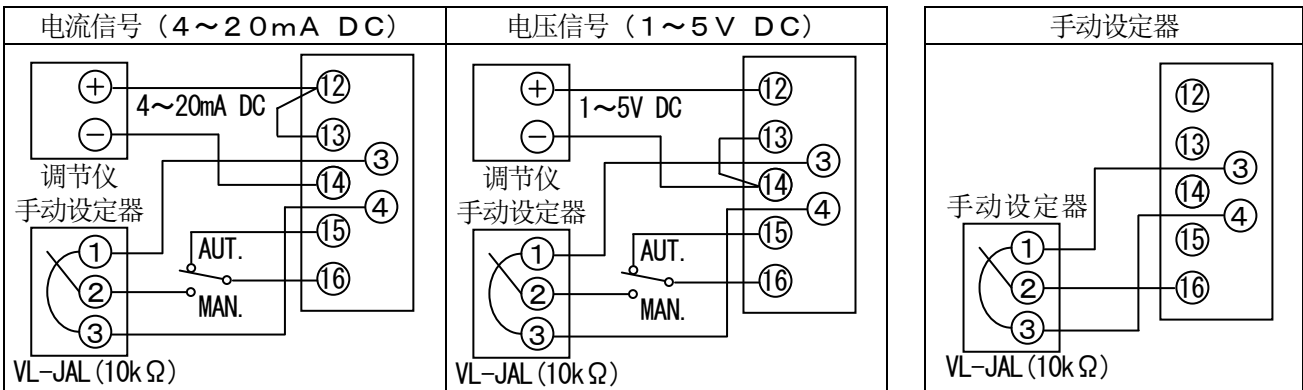 电流信号（4～20mA DC）
⊕
4～20mA DC
⊖
调节仪
手动设定器
①
②
③
VL-JAL(10kΩ)
AUT.
MAN.
⑫
⑬
③
⑭
④
⑮
⑯
电压信号（1～5V DC）
⊕
1～5V DC
⊖
调节仪
手动设定器
①
②
③
VL-JAL(10kΩ)
AUT.
MAN.
⑫
⑬
③
⑭
④
⑮
⑯
手动设定器
⑫
⑬
③
⑭
④
⑮
⑯
手动设定器
①
②
③
VL-JAL(10kΩ)